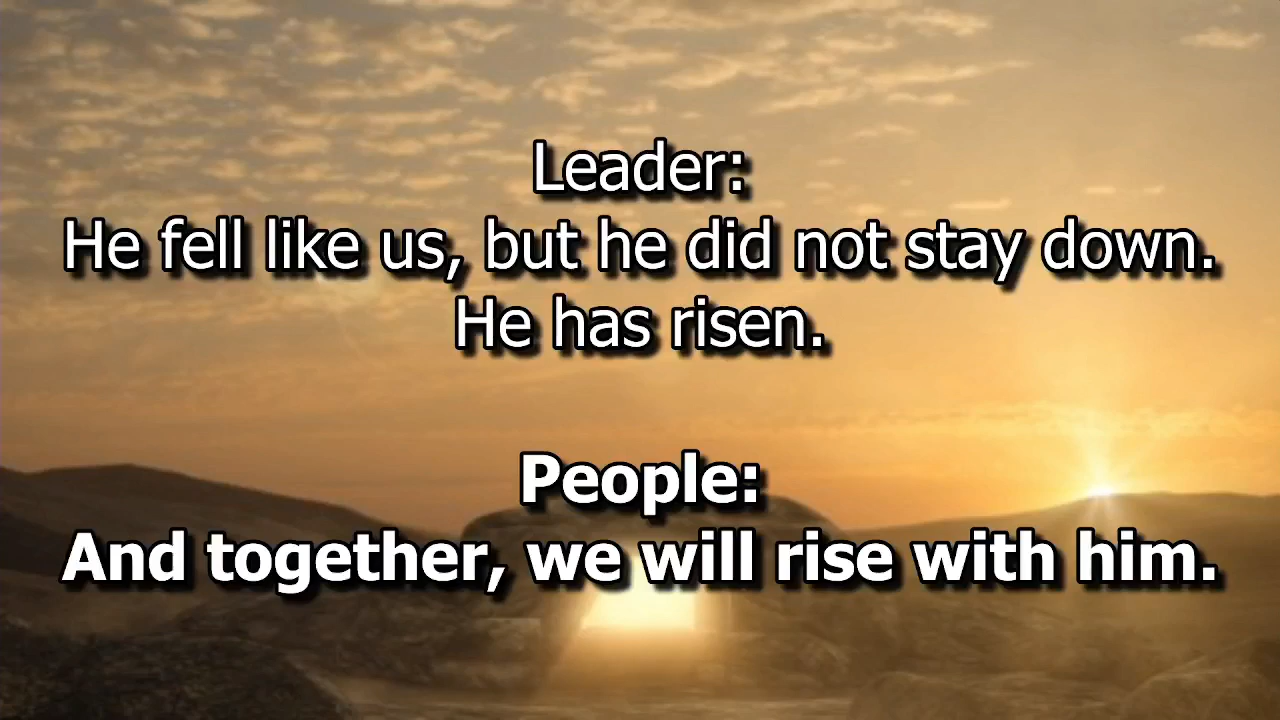 Leader:
He fell like us, but he did not stay down.
He has risen.
People:
And together, we will rise with him.